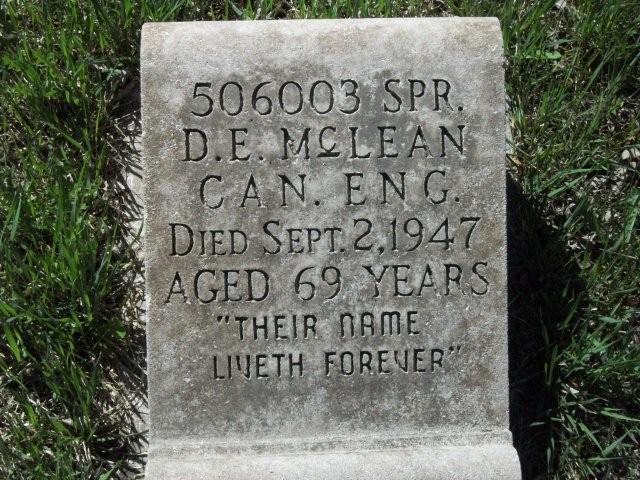 506003 SPR.
D.E. McLEAN
CAN. ENG.
DIED SEPT. 2, 1947
AGED 69 YEARS
"THEIR NAME
LIVETH FOREVER"